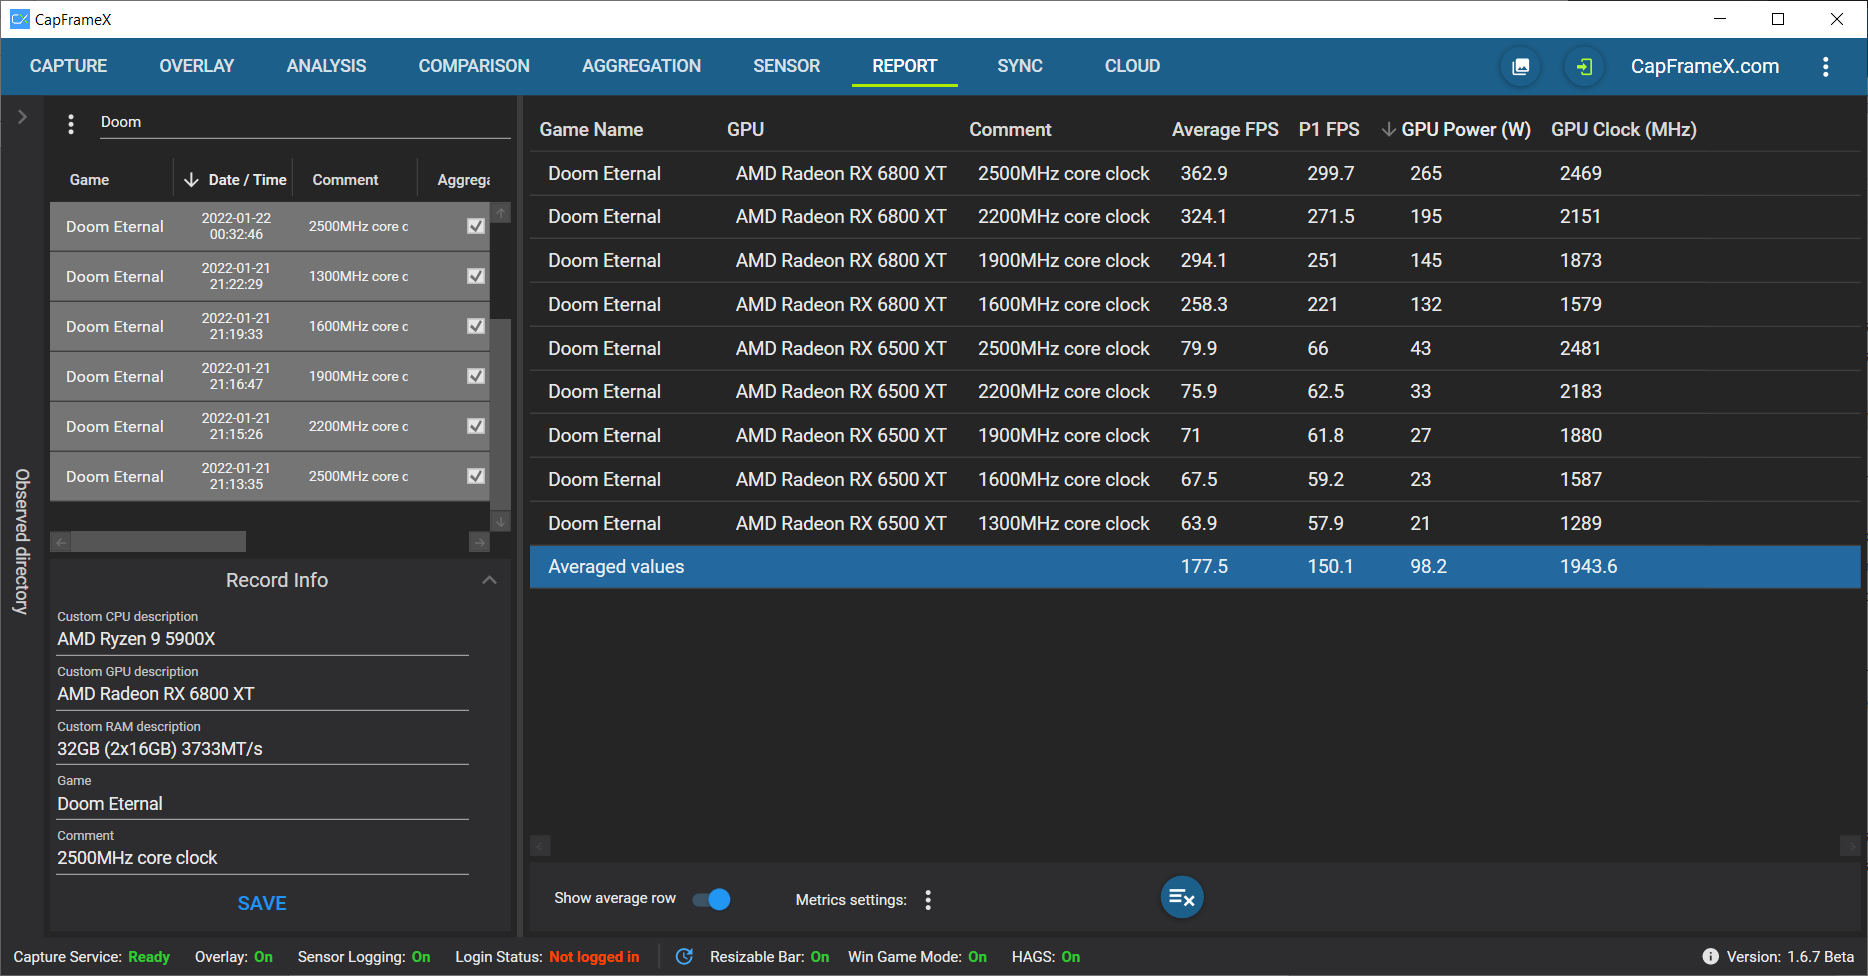 CapFrameX
CAPTURE OVERLAY ANALYSIS COMPARISON AGGREGATION SENSOR REPORT SYNC CLOUD CapFrameX.com
Observed directory
Doom
Game Date / Time Comment Aggrega
Doom Eternal 2022-01-22 00:32:46 2500MHz core c
Doom Eternal 2022-01-21 21:22:29 1300MHz core c
Doom Eternal 2022-01-21 21:19:33 1600MHz core c
Doom Eternal 2022-01-21 21:16:47 1900MHz core c
Doom Eternal 2022-01-21 21:15:26 2200MHz core c
Doom Eternal 2022-01-21 21:13:35 2500MHz core c
Record Info
Custom CPU description
AMD Ryzen 9 5900X
Custom GPU description
AMD Radeon RX 6800 XT
Custom RAM description
32GB (2x16GB) 3733MT/s
Game
Doom Eternal
Comment
2500MHz core clock
SAVE
Game Name GPU Comment Average FPS P1 FPS GPU Power (W) GPU Clock (MHz)
Doom Eternal AMD Radeon RX 6800 XT 2500MHz core clock 362.9 299.7 265 2469
Doom Eternal AMD Radeon RX 6800 XT 2200MHz core clock 324.1 271.5 195 2151
Doom Eternal AMD Radeon RX 6800 XT 1900MHz core clock 294.1 251 145 1873
Doom Eternal AMD Radeon RX 6800 XT 1600MHz core clock 258.3 221 132 1579
Doom Eternal AMD Radeon RX 6500 XT 2500MHz core clock 79.9 66 43 2481
Doom Eternal AMD Radeon RX 6500 XT 2200MHz core clock 75.9 62.5 33 2183
Doom Eternal AMD Radeon RX 6500 XT 1900MHz core clock 71 61.8 27 1880
Doom Eternal AMD Radeon RX 6500 XT 1600MHz core clock 67.5 59.2 23 1587
Doom Eternal AMD Radeon RX 6500 XT 1300MHz core clock 63.9 57.9 21 1289
Averaged values 177.5 150.1 98.2 1943.6
Show average row Metrics settings:
Capture Service: Ready Overlay: On Sensor Logging: On Login Status: Not logged in Resizable Bar: On Win Game Mode: On HAGS: On Version: 1.6.7 Beta